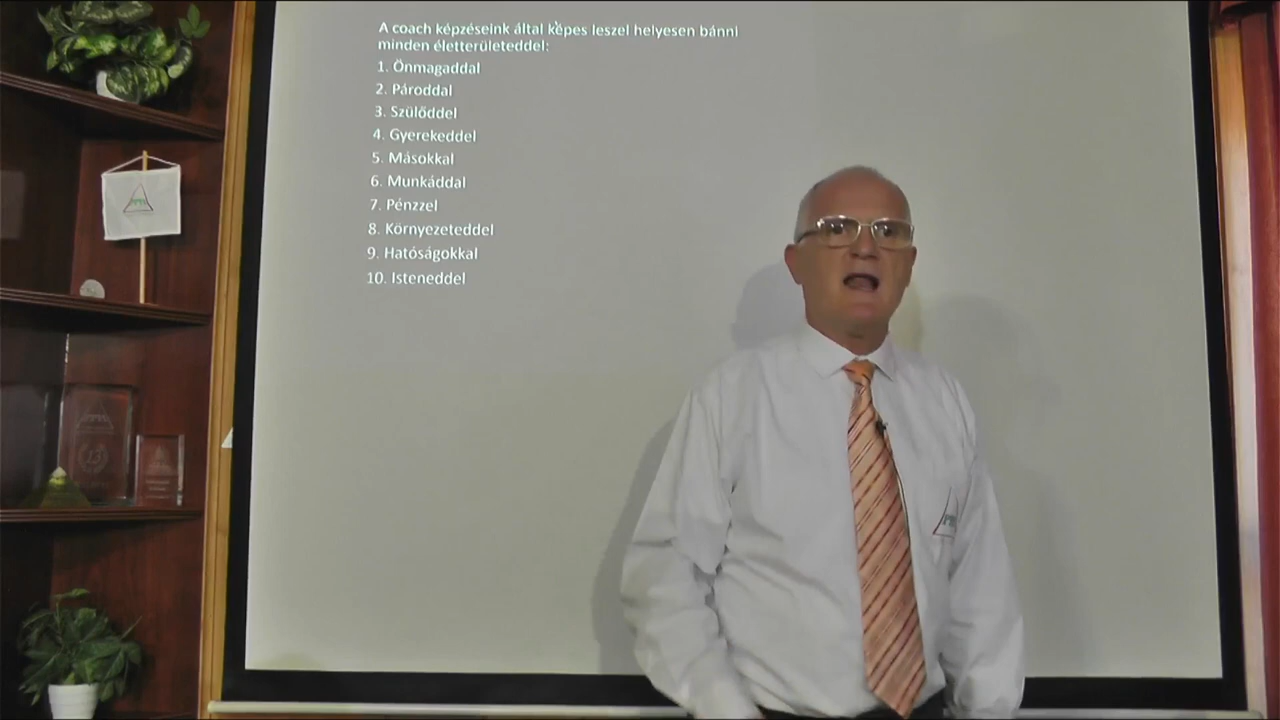 A coach képzéseink által képes leszel helyesen bánni
minden életterületeddel:
1. Önmagaddal
2. Pároddal
3. Szülőddel
4. Gyerekeddel
5. Másokkal
6. Munkáddal
7. Pénzzel
8. Környezeteddel
9. Hatóságokkal
10. Isteneddel
13